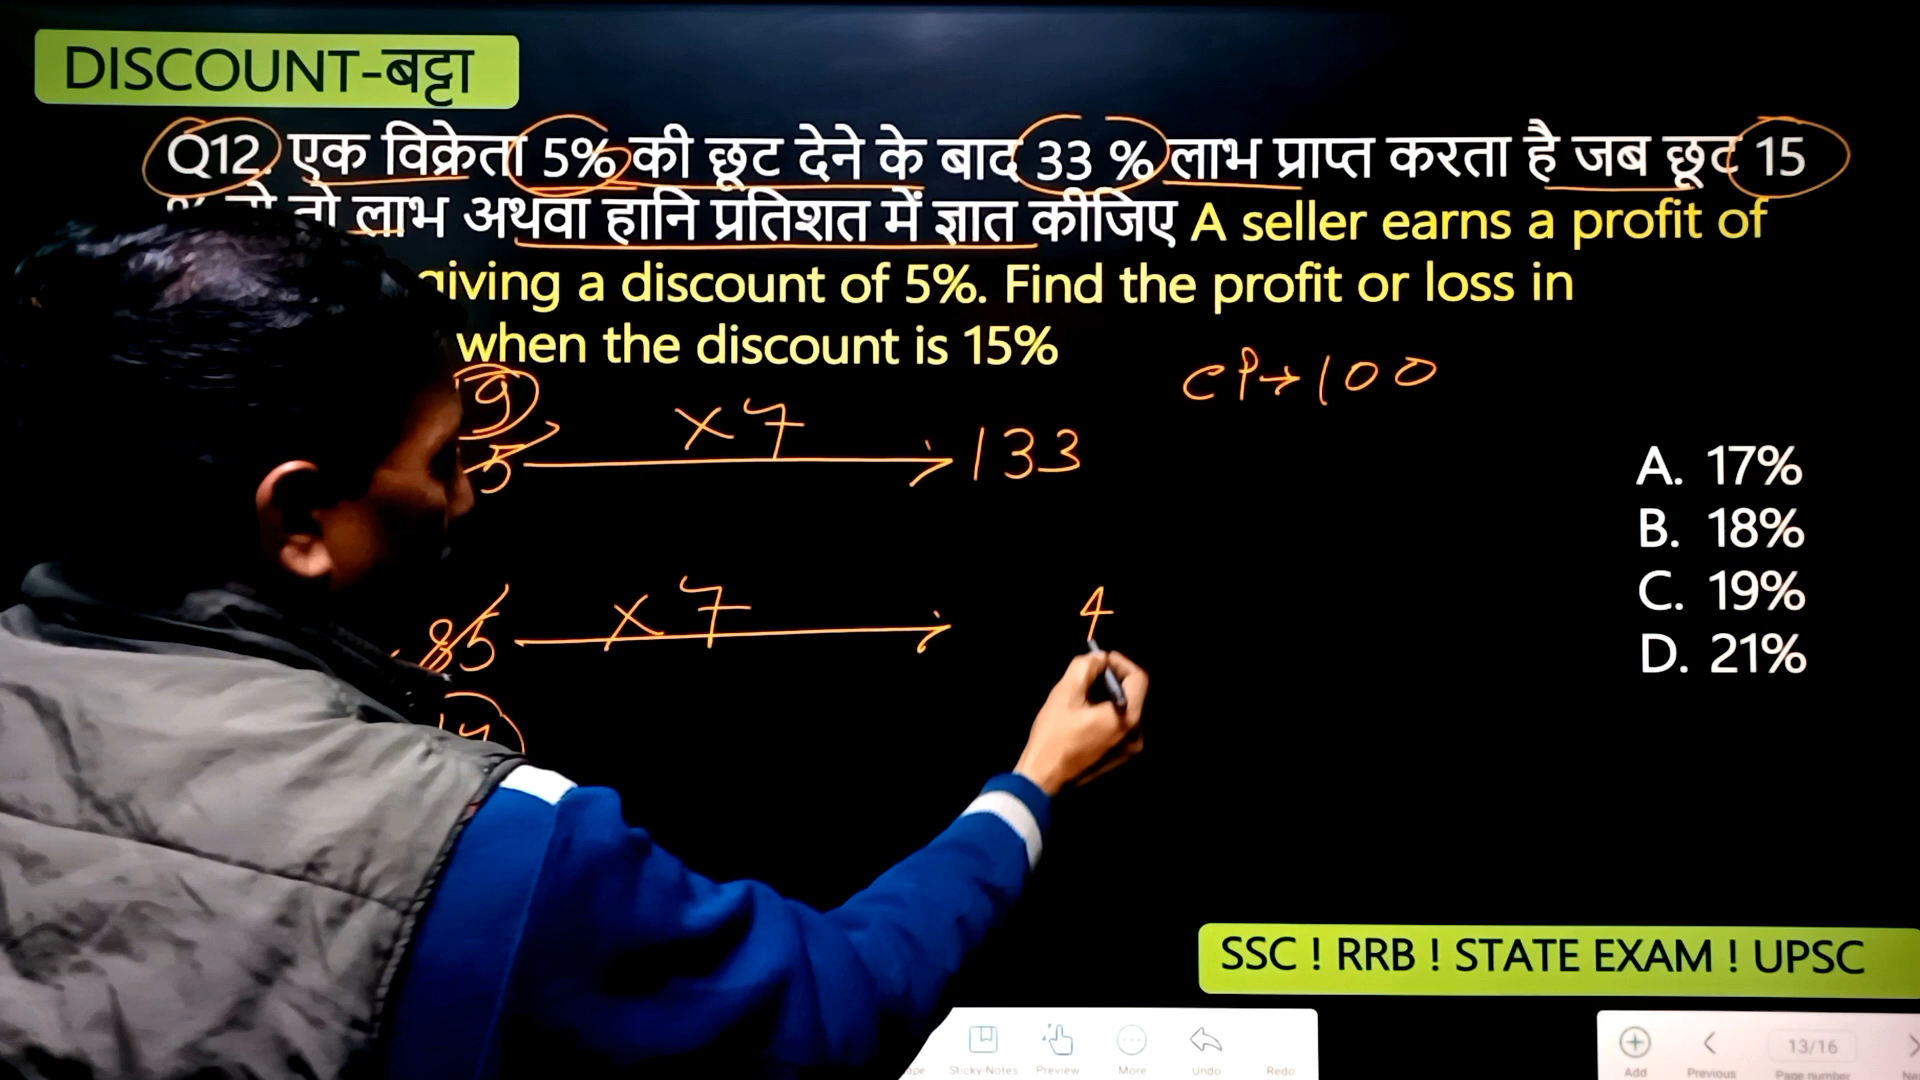 DISCOUNT-बट्टा
Q12. एक विक्रेता 5% की छूट देने के बाद 33 % लाभ प्राप्त करता है जब छूट 15
% हो तो लाभ अथवा हानि प्रतिशत में ज्ञात कीजिए A seller earns a profit of
giving a discount of 5%. Find the profit or loss in
when the discount is 15%
CP→100
5 ×7 133
85 ×7 4
A. 17%
B. 18%
C. 19%
D. 21%
SSC ! RRB ! STATE EXAM ! UPSC
Sticky Notes Preview More Undo Redo
Add Previous 13/16 Page number